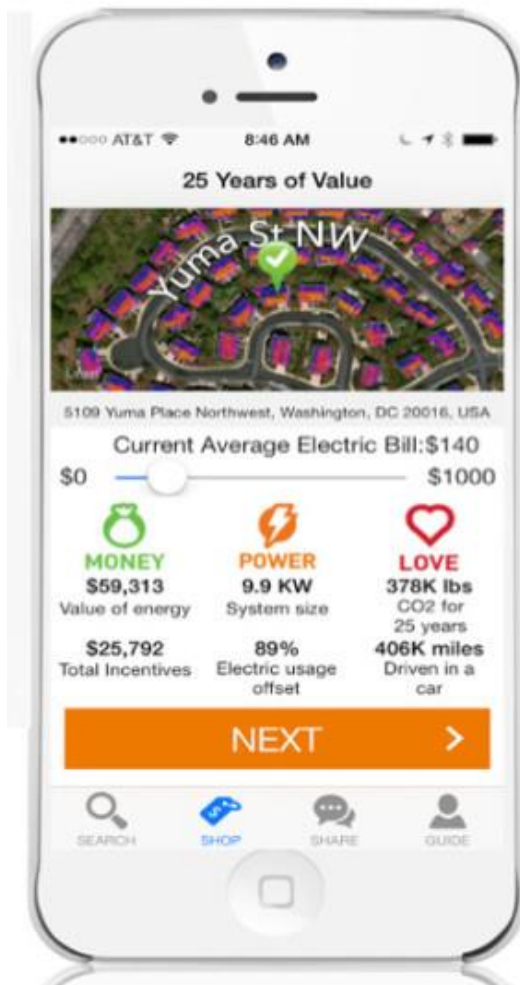 AT&T 8:46 AM
25 Years of Value
Yuma St NW
5109 Yuma Place Northwest, Washington, DC 20016, USA
Current Average Electric Bill:$140
$0 $1000
MONEY POWER LOVE
$59,313 9.9 KW 378K lbs
Value of energy System size CO2 for
25 years
$25,792 89% 406K miles
Total Incentives Electric usage Driven in a
offset car
NEXT >
SEARCH SHOP SHARE GUIDE